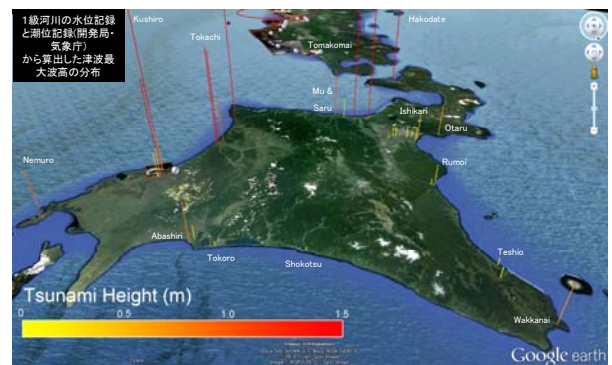 1級河川の水位記録
と潮位記録(開発局・
気象庁)
から算出した津波最
大波高の分布
Kushiro
Tokachi
Hakodate
Tomakomai
Mu &
Saru
Ishikari
Otaru
Nemuro
Rumoi
Abashiri
Tokoro
Shokotsu
Teshio
Wakkanai
Tsunami Height (m)
0 0.5 1.0 1.5
Google earth